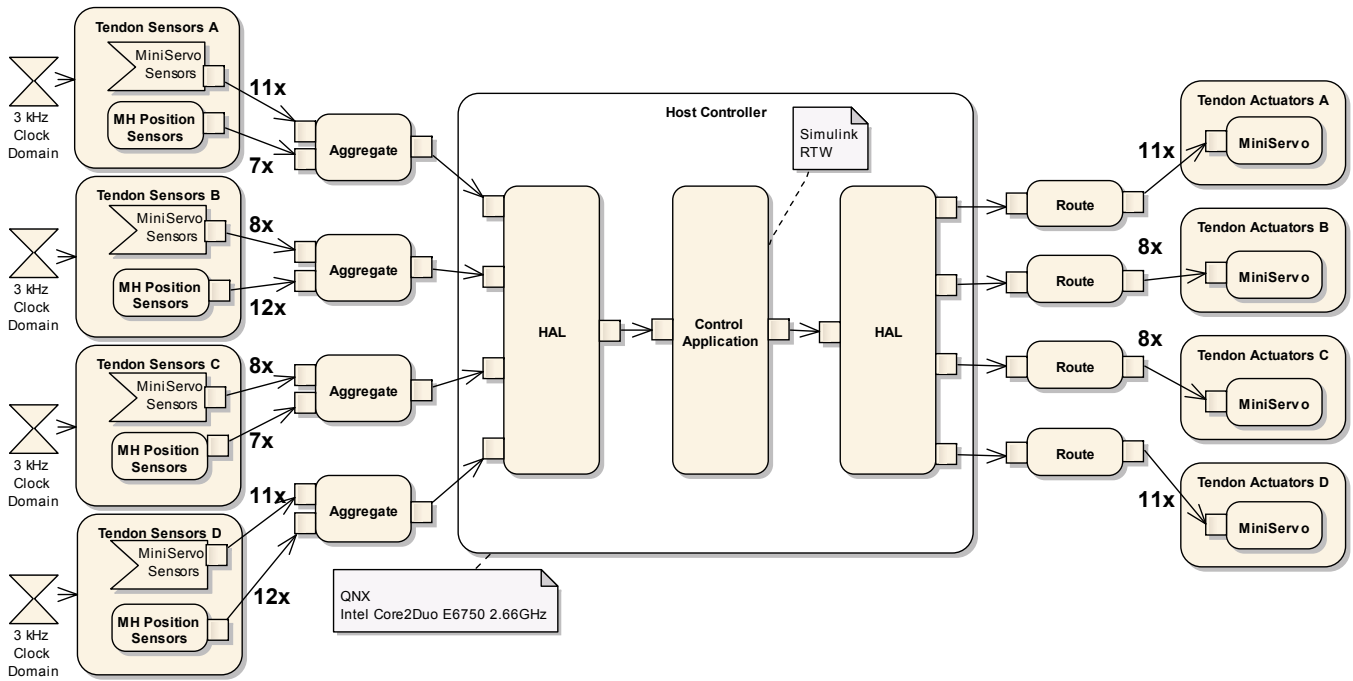 Tendon Sensors A
MiniServo
Sensors
MH Position
Sensors
3 kHz
Clock
Domain
11x
7x
Aggregate
Tendon Sensors B
MiniServo
Sensors
MH Position
Sensors
3 kHz
Clock
Domain
8x
12x
Aggregate
Tendon Sensors C
MiniServo
Sensors
MH Position
Sensors
3 kHz
Clock
Domain
8x
7x
Aggregate
Tendon Sensors D
MiniServo
Sensors
MH Position
Sensors
3 kHz
Clock
Domain
11x
12x
Aggregate
Host Controller
Simulink
RTW
HAL
Control
Application
HAL
QNX
Intel Core2Duo E6750 2.66GHz
Route
11x
Tendon Actuators A
MiniServo
Route
8x
Tendon Actuators B
MiniServo
Route
8x
Tendon Actuators C
MiniServo
Route
11x
Tendon Actuators D
MiniServo